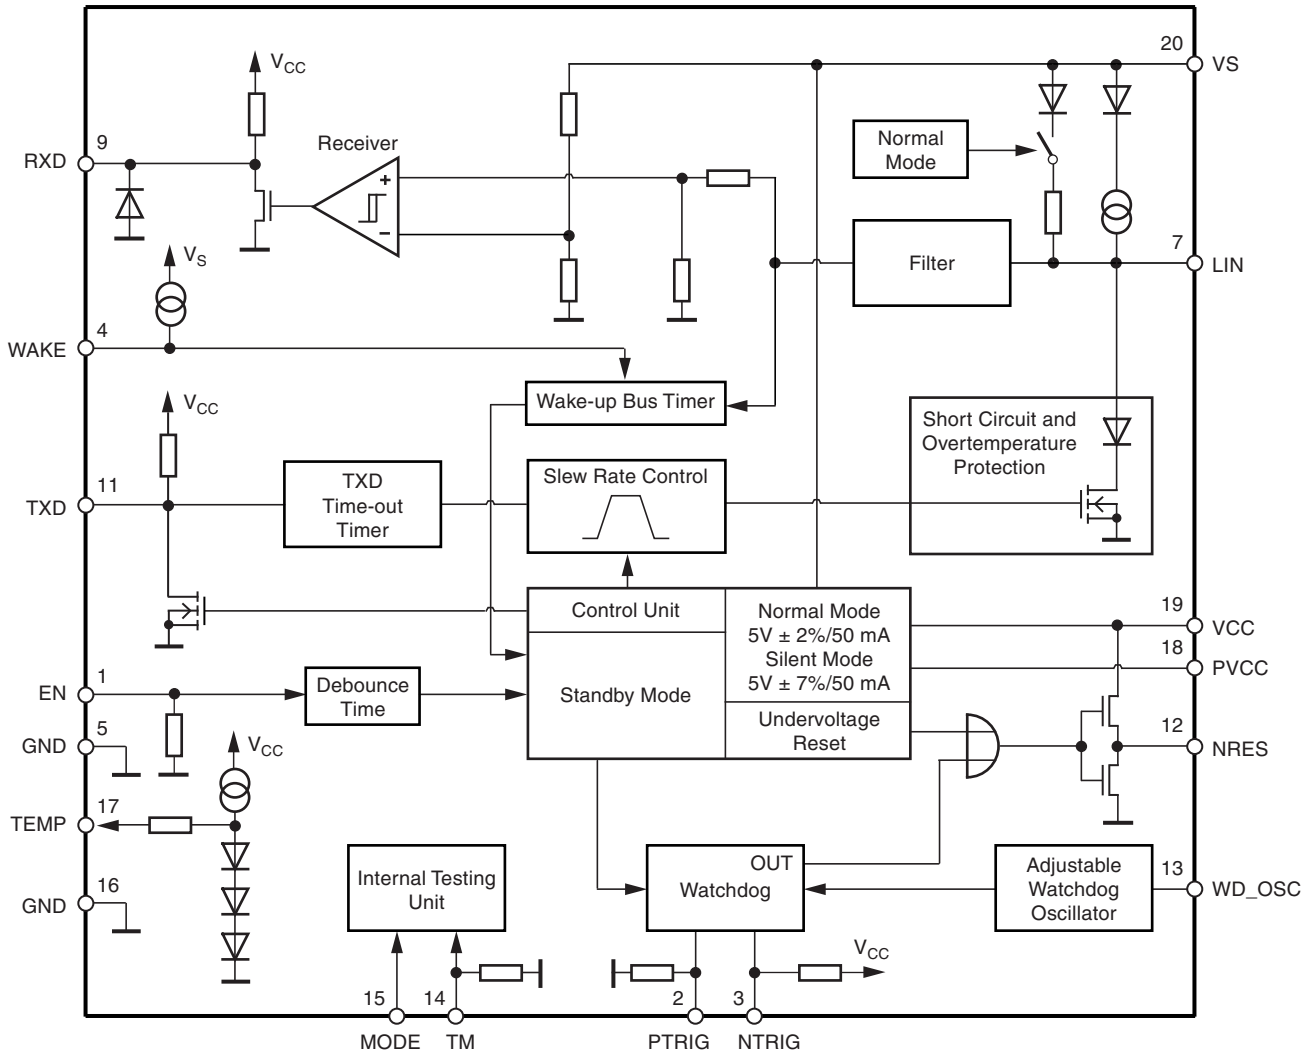 20
VS
VCC
9
RXD
Receiver
+
−
Normal
Mode
Filter
7
LIN
VS
4
WAKE
Wake-up Bus Timer
VCC
11
TXD
TXD
Time-out
Timer
Slew Rate Control
Short Circuit and
Overtemperature
Protection
Control Unit
Standby Mode
Normal Mode
5V ± 2%/50 mA
Silent Mode
5V ± 7%/50 mA
Undervoltage
Reset
19
VCC
18
PVCC
12
NRES
1
EN
Debounce
Time
5
GND
VCC
17
TEMP
16
GND
Internal Testing
Unit
OUT
Watchdog
Adjustable
Watchdog
Oscillator
13
WD_OSC
VCC
15
14
2
3
MODE
TM
PTRIG
NTRIG